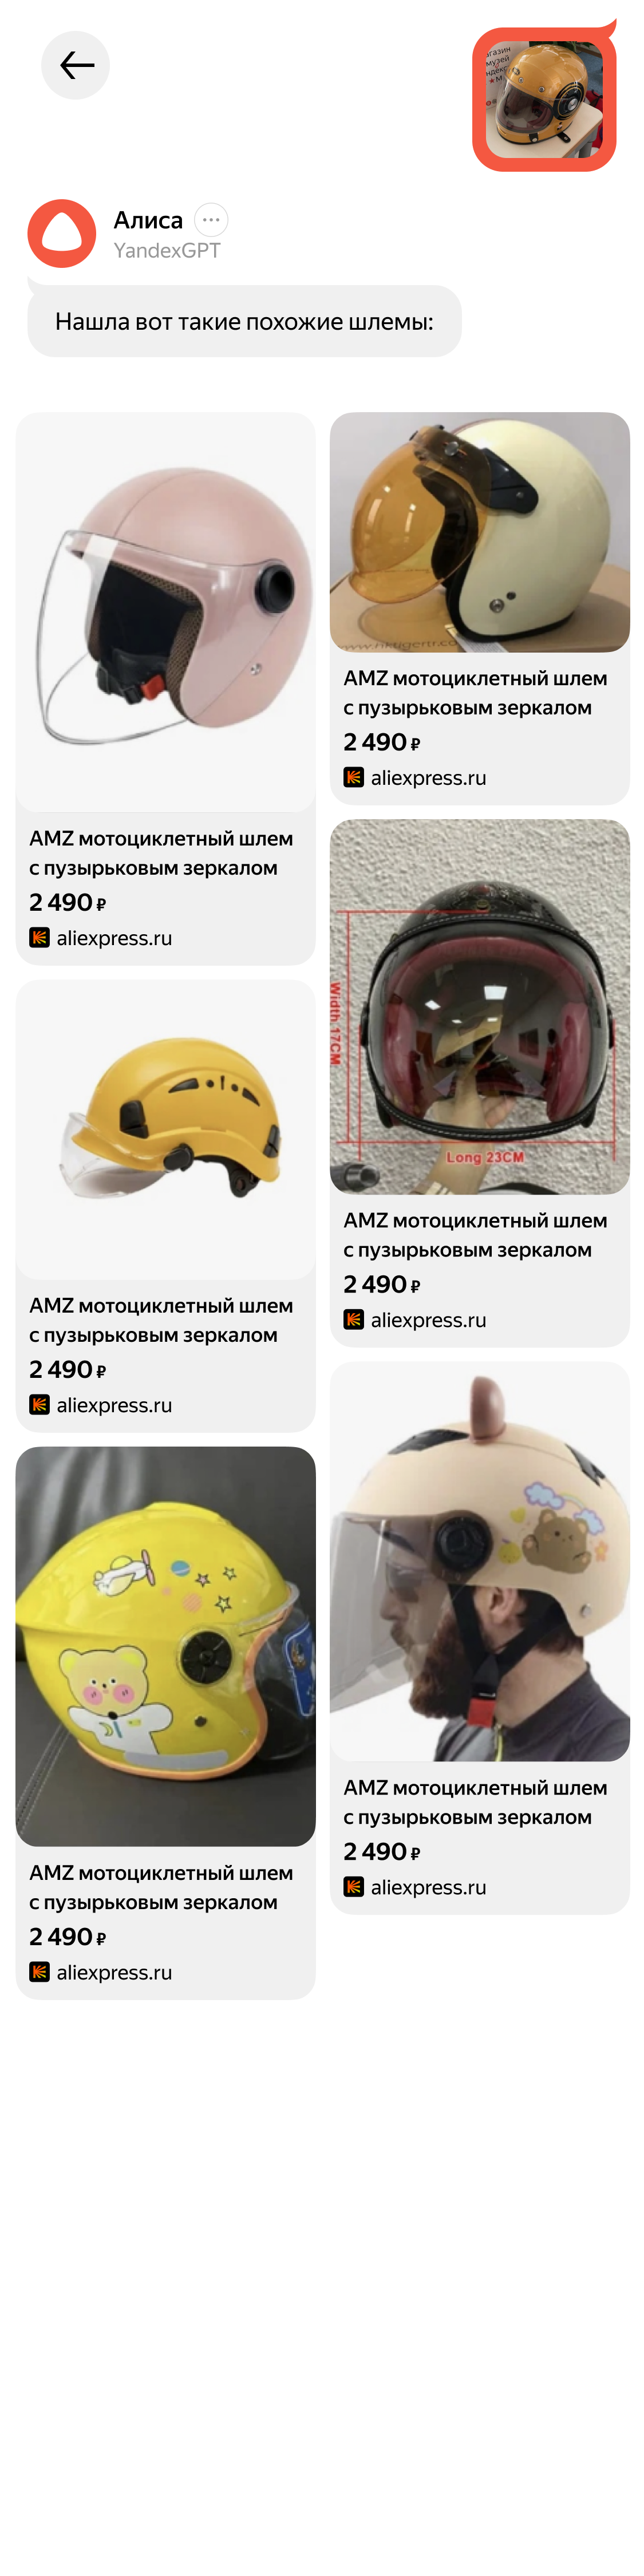 агазин
музей
ндекс
Алиса
YandexGPT
Нашла вот такие похожие шлемы:
AMZ мотоциклетный шлем
с пузырьковым зеркалом
2 490 ₽
aliexpress.ru
AMZ мотоциклетный шлем
с пузырьковым зеркалом
2 490 ₽
aliexpress.ru
Width 17CM
Long 23CM
AMZ мотоциклетный шлем
с пузырьковым зеркалом
2 490 ₽
aliexpress.ru
AMZ мотоциклетный шлем
с пузырьковым зеркалом
2 490 ₽
aliexpress.ru
AMZ мотоциклетный шлем
с пузырьковым зеркалом
2 490 ₽
aliexpress.ru
AMZ мотоциклетный шлем
с пузырьковым зеркалом
2 490 ₽
aliexpress.ru